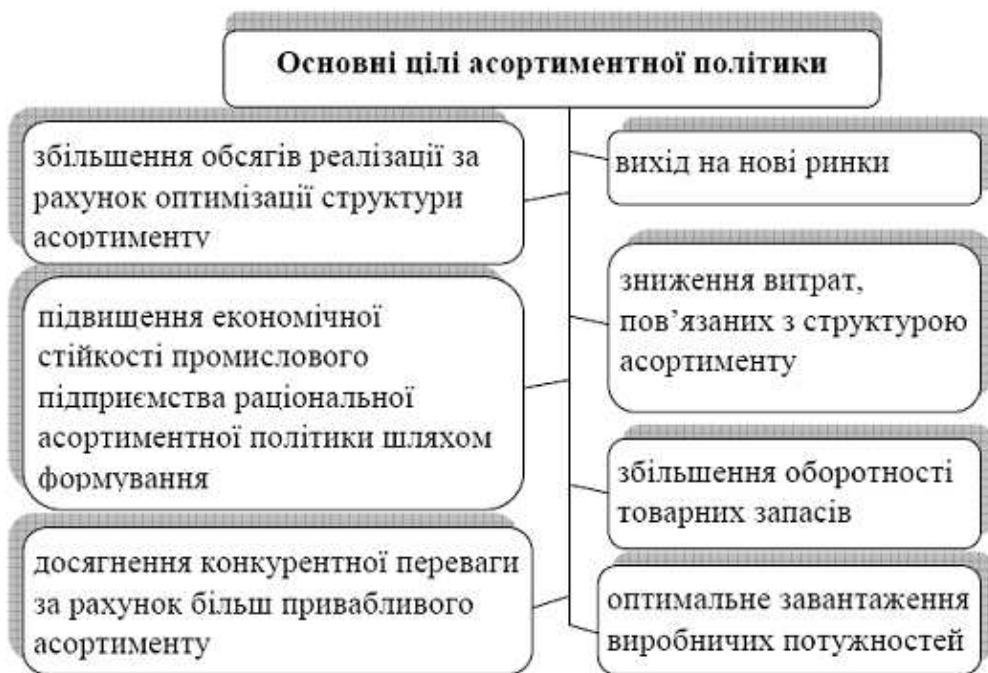 Основні цілі асортиментної політики
збільшення обсягів реалізації за
рахунок оптимізації структури
асортименту
підвищення економічної
стійкості промислового
підприємства раціональної
асортиментної політики шляхом
формування
досягнення конкурентної переваги
за рахунок більш привабливого
асортименту
вихід на нові ринки
зниження витрат,
пов’язаних з структурою
асортименту
збільшення оборотності
товарних запасів
оптимальне завантаження
виробничих потужностей